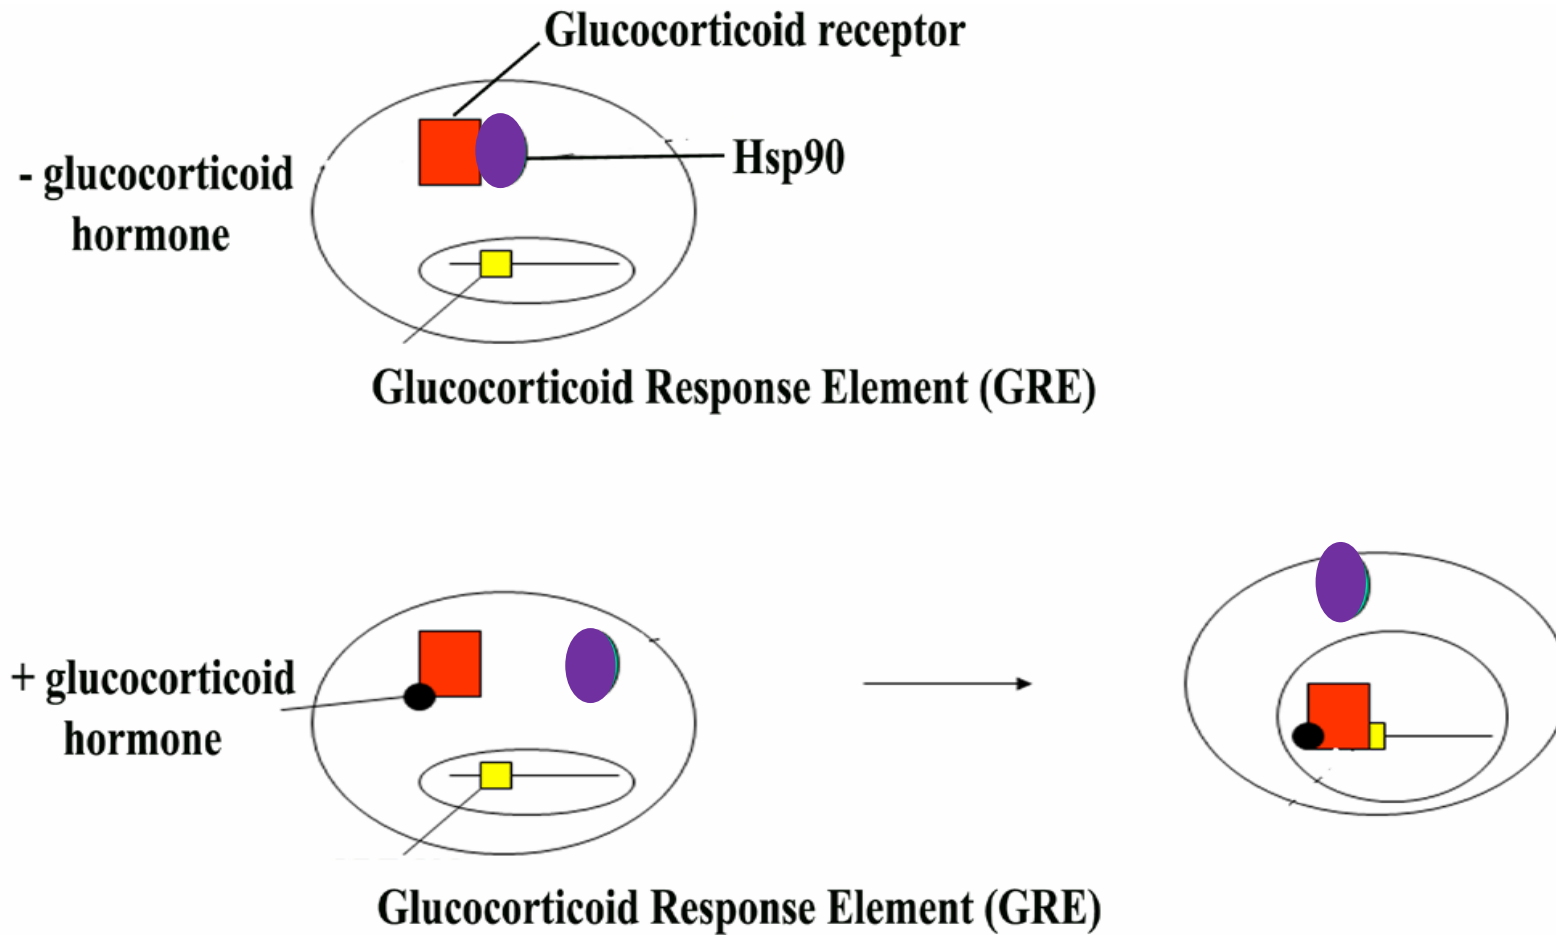 Glucocorticoid receptor
Hsp90
- glucocorticoid
hormone
Glucocorticoid Response Element (GRE)
+ glucocorticoid
hormone
Glucocorticoid Response Element (GRE)